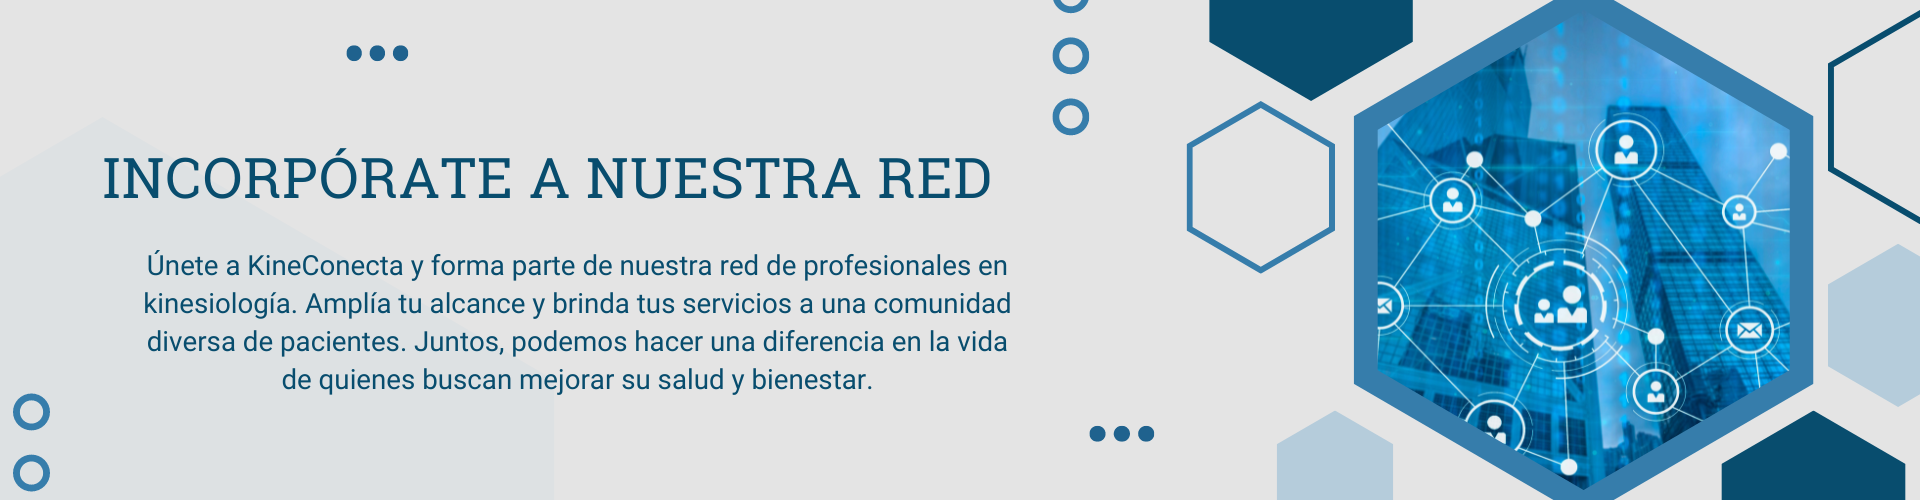 INCORPÓRATE A NUESTRA RED
Únete a KineConecta y forma parte de nuestra red de profesionales en
kinesiología. Amplía tu alcance y brinda tus servicios a una comunidad
diversa de pacientes. Juntos, podemos hacer una diferencia en la vida
de quienes buscan mejorar su salud y bienestar.